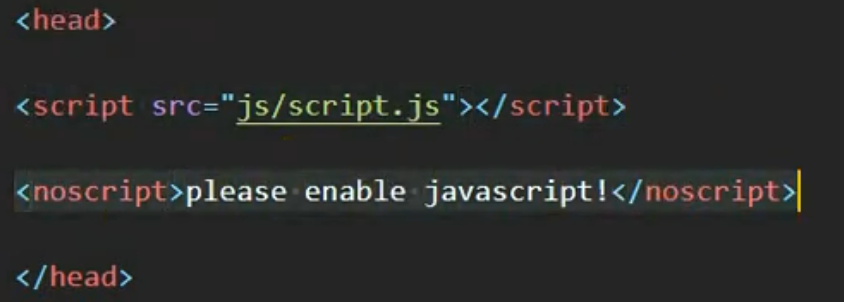 <head>
<script src="js/script.js"></script>
<noscript>please enable javascript!</noscript>
</head>